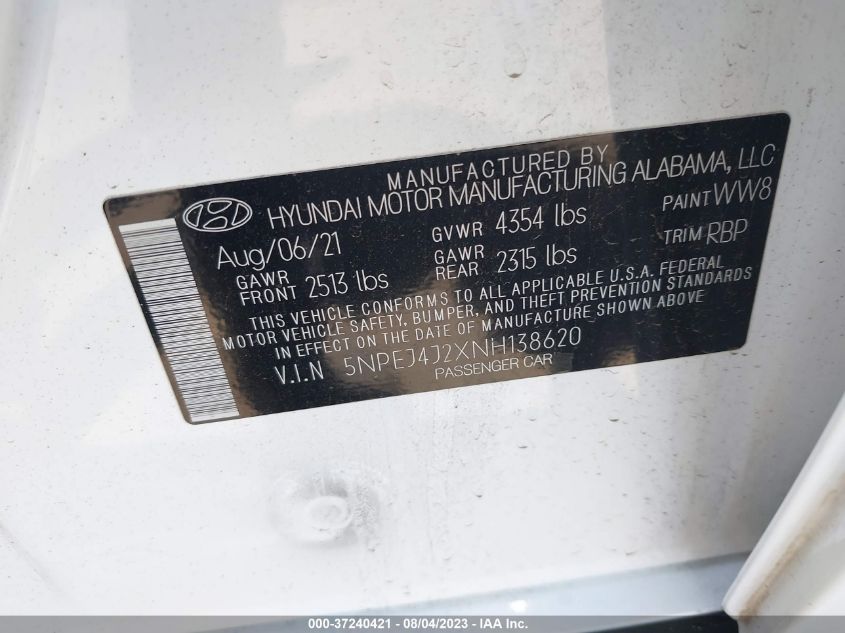 MANUFACTURED BY
HYUNDAI MOTOR MANUFACTURING ALABAMA, LLC
Aug/06/21 GVWR 4354 lbs PAINT WW8
GAWR FRONT 2513 lbs GAWR REAR 2315 lbs TRIM RBP
THIS VEHICLE CONFORMS TO ALL APPLICABLE U.S.A. FEDERAL
MOTOR VEHICLE SAFETY, BUMPER, AND THEFT PREVENTION STANDARDS
IN EFFECT ON THE DATE OF MANUFACTURE SHOWN ABOVE
V.I.N 5NPEJ4J2XNH138620
PASSENGER CAR
000-37240421 - 08/04/2023 - IAA Inc.